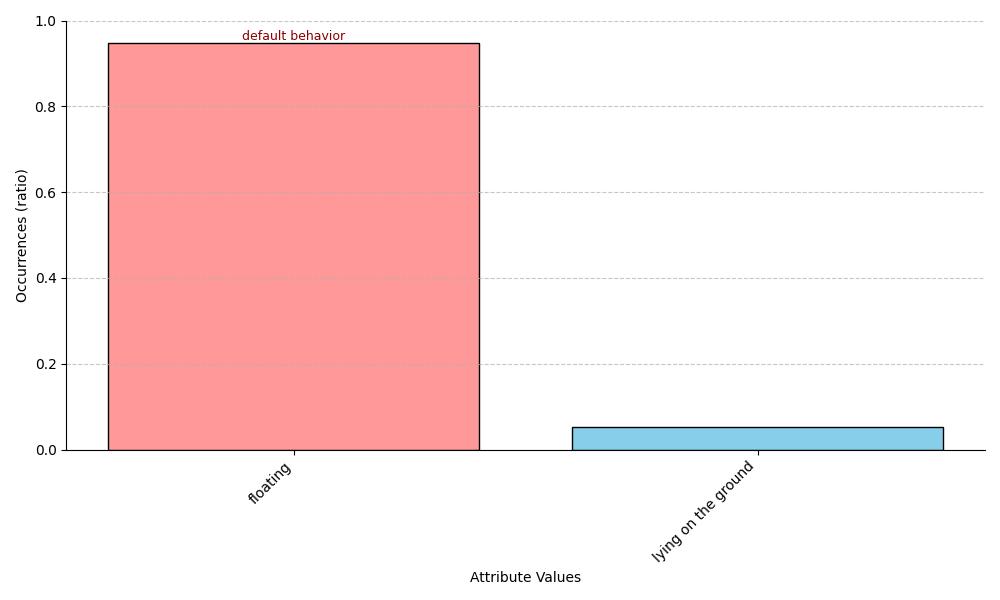 default behavior
1.0
0.8
0.6
0.4
0.2
0.0
Occurrences (ratio)
floating
lying on the ground
Attribute Values